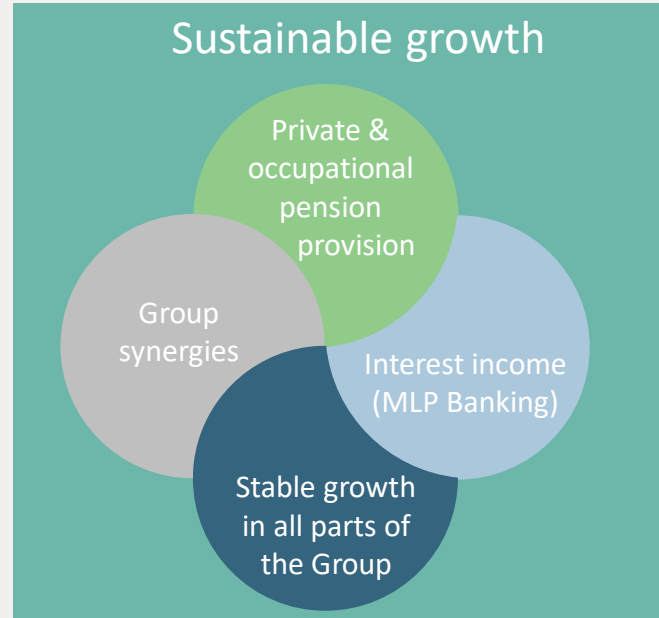 Sustainable growth
Private &
occupational
pension
provision
Group
synergies
Interest income
(MLP Banking)
Stable growth
in all parts of
the Group